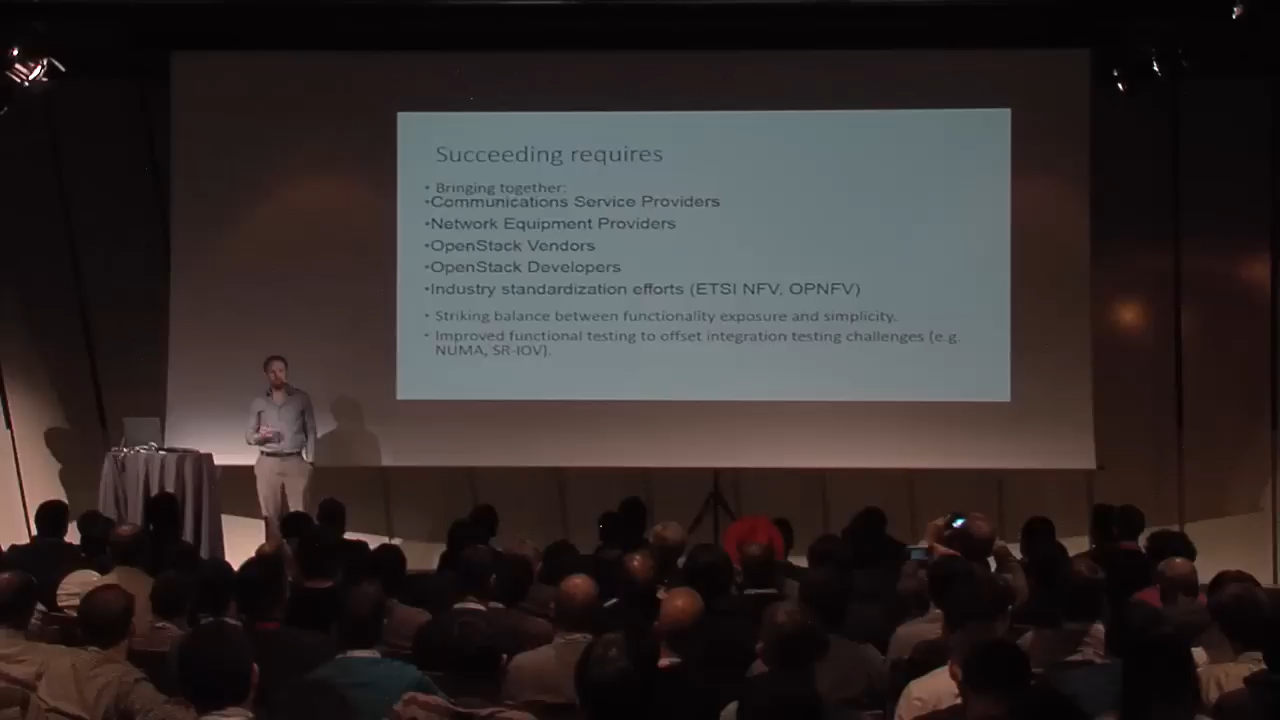 Succeeding requires
• Bringing together:
•Communications Service Providers
•Network Equipment Providers
•OpenStack Vendors
•OpenStack Developers
•Industry standardization efforts (ETSI NFV, OPNFV)
• Striking balance between functionality exposure and simplicity.
• Improved functional testing to offset integration testing challenges (e.g.
NUMA, SR-IOV).